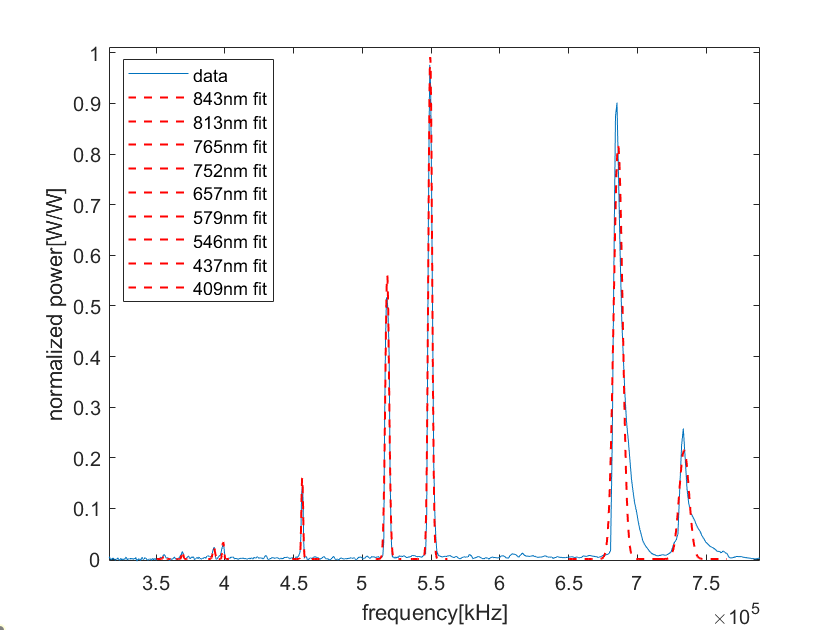 1
0.9
0.8
0.7
0.6
0.5
0.4
0.3
0.2
0.1
0
normalized power[W/W]
data
843nm fit
813nm fit
765nm fit
752nm fit
657nm fit
579nm fit
546nm fit
437nm fit
409nm fit
3.5 4 4.5 5 5.5 6 6.5 7 7.5
frequency[kHz]
×10⁵